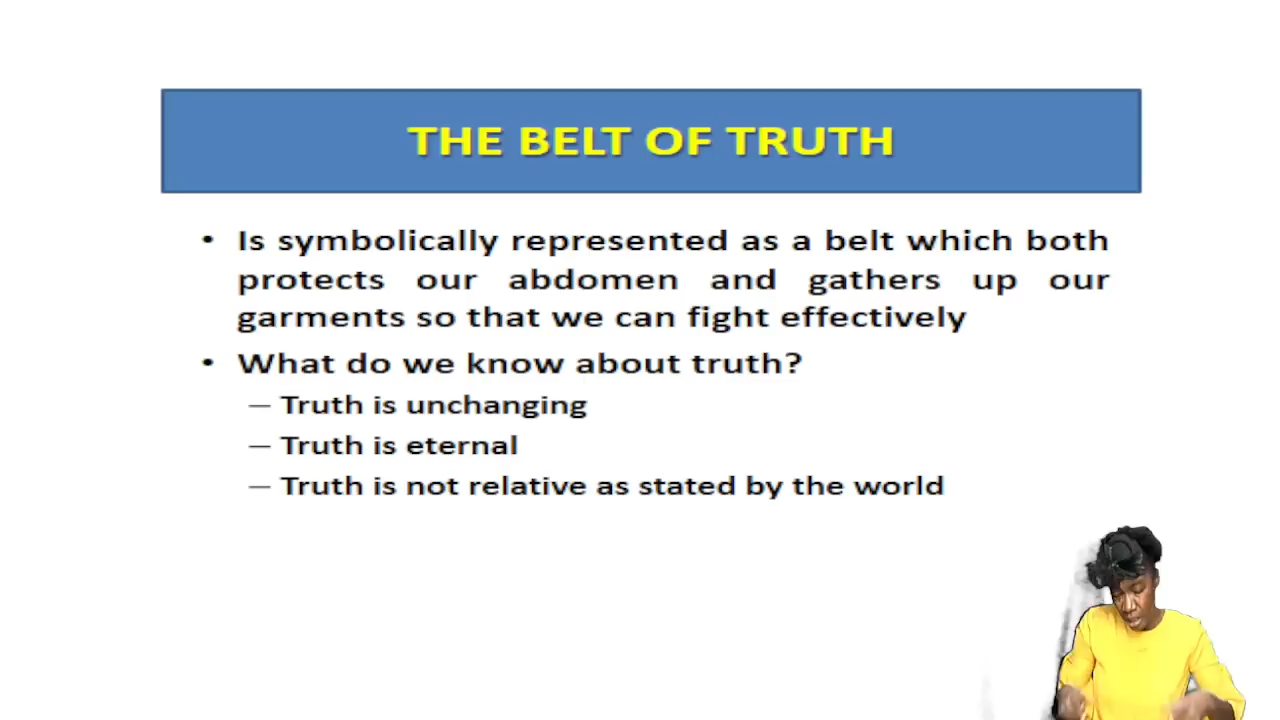 THE BELT OF TRUTH
• Is symbolically represented as a belt which both
protects our abdomen and gathers up our
garments so that we can fight effectively
• What do we know about truth?
– Truth is unchanging
– Truth is eternal
– Truth is not relative as stated by the world